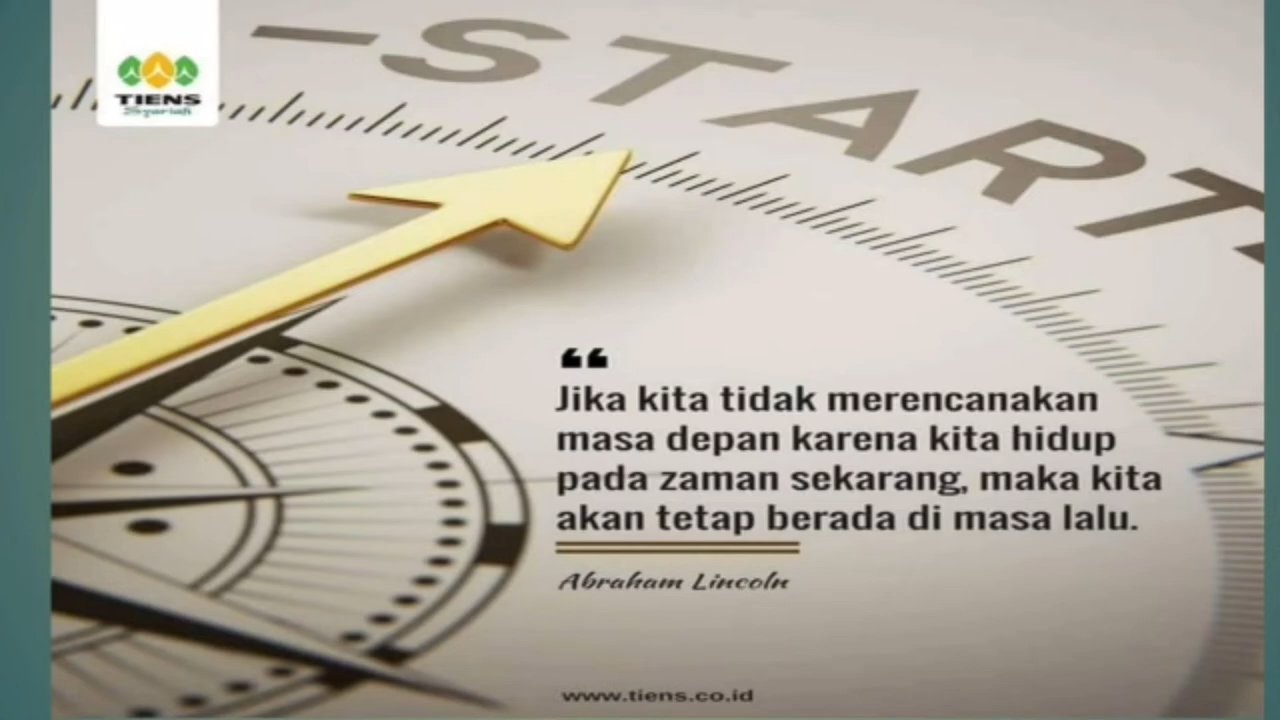 -START-
TIENS
Syariah
“
Jika kita tidak merencanakan
masa depan karena kita hidup
pada zaman sekarang, maka kita
akan tetap berada di masa lalu.
Abraham Lincoln
www.tiens.co.id